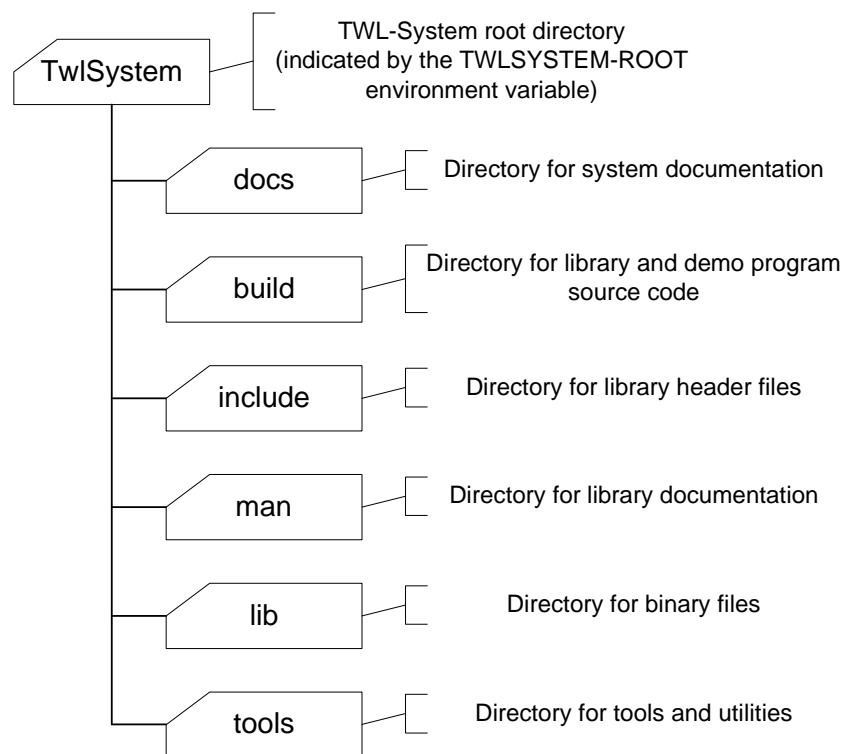 TwlSystem
TWL-System root directory
(indicated by the TWLSYSTEM-ROOT
environment variable)
docs
Directory for system documentation
build
Directory for library and demo program
source code
include
Directory for library header files
man
Directory for library documentation
lib
Directory for binary files
tools
Directory for tools and utilities